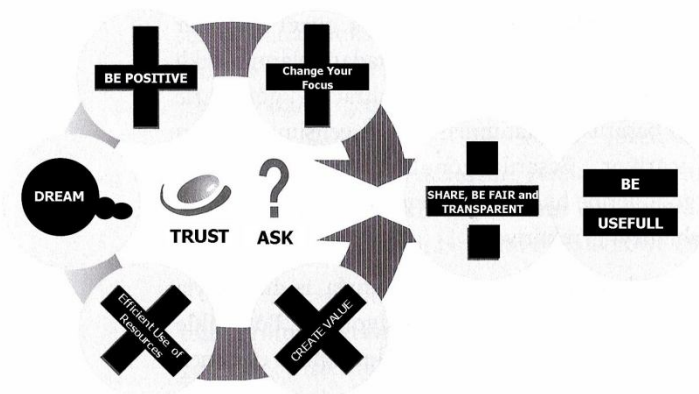 BE POSITIVE
Change Your
Focus
DREAM
TRUST
ASK
SHARE, BE FAIR and
TRANSPARENT
BE
USEFULL
Efficient Use of
Resources
CREATE VALUE